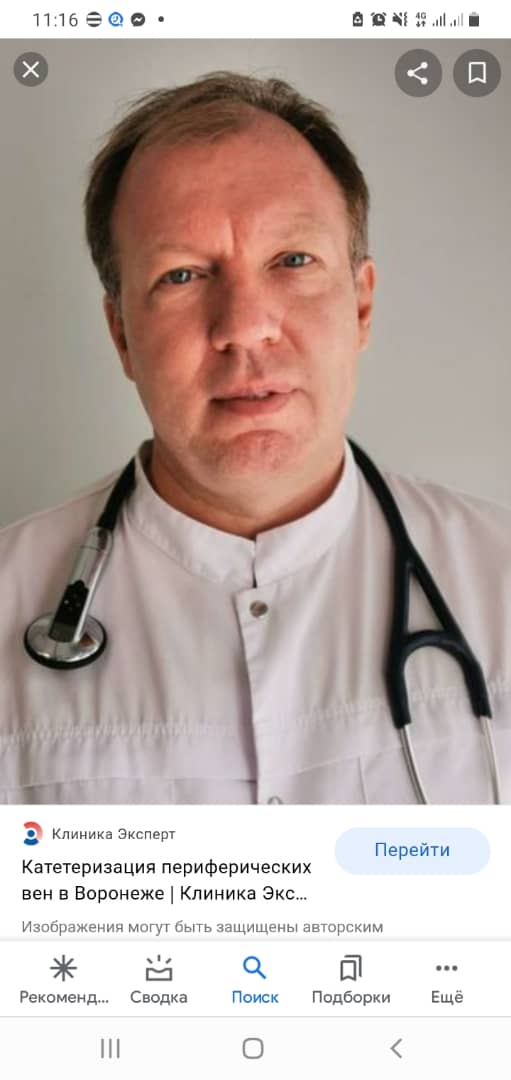 11:16
4G
Клиника Эксперт
Катетеризация периферических
вен в Воронеже | Клиника Экс...
Перейти
Изображения могут быть защищены авторским
Рекоменд...
Сводка
Поиск
Подборки
Ещё